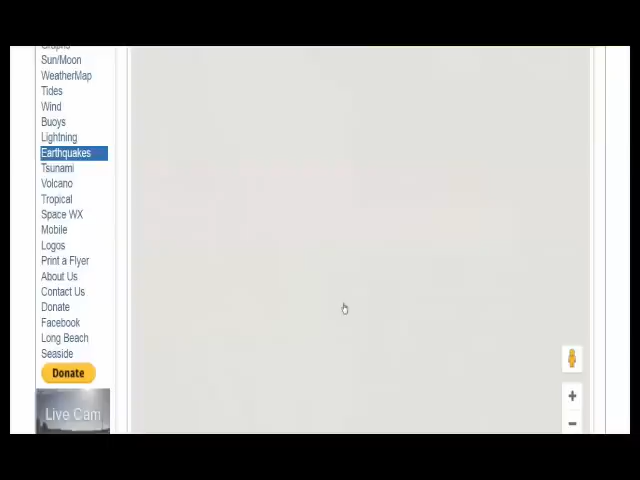 Graphs
Sun/Moon
WeatherMap
Tides
Wind
Buoys
Lightning
Earthquakes
Tsunami
Volcano
Tropical
Space WX
Mobile
Logos
Print a Flyer
About Us
Contact Us
Donate
Facebook
Long Beach
Seaside
Donate
Live Cam